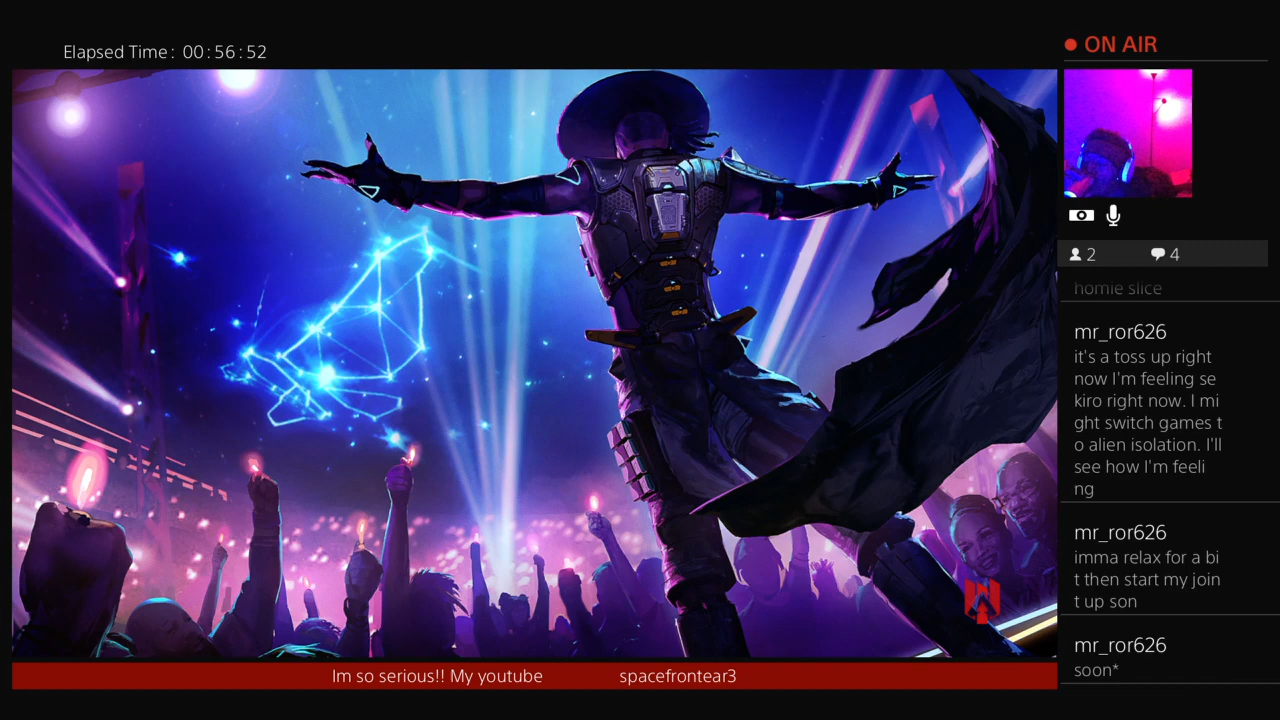 Elapsed Time: 00:56:52
ON AIR
2
4
homie slice
mr_ror626
it's a toss up right
now I'm feeling se
kiro right now. I mi
ght switch games t
o alien isolation. I'll
see how I'm feeli
ng
mr_ror626
imma relax for a bi
t then start my join
t up son
mr_ror626
soon*
Im so serious!! My youtube spacefrontear3